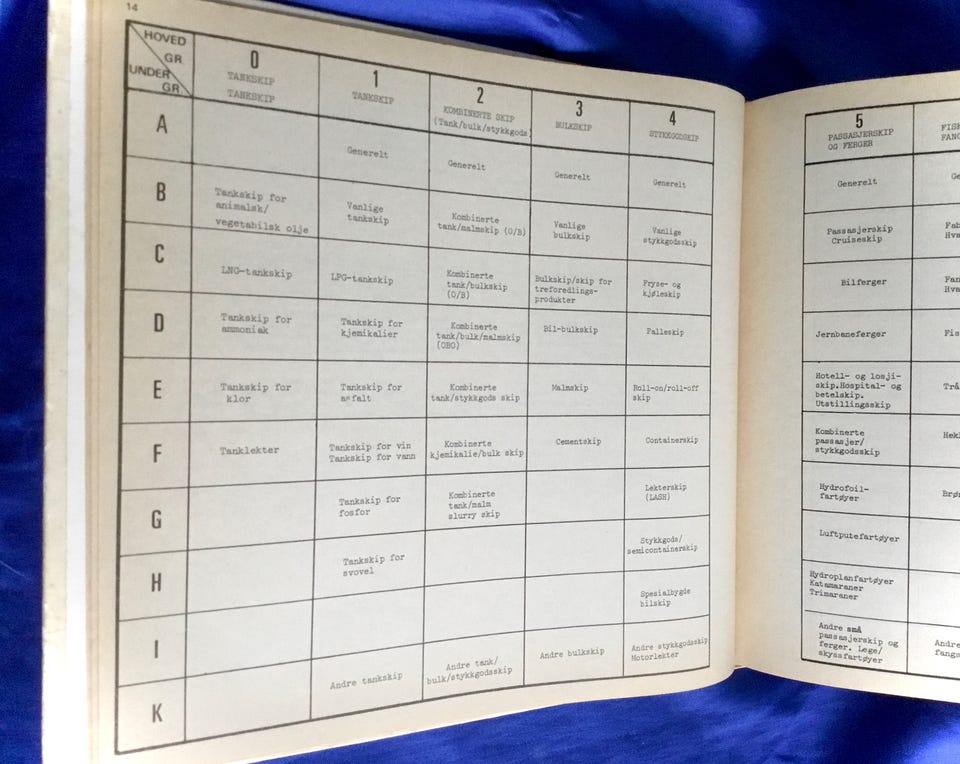 14
HOVED
GR
UNDER
GR
0
TANKSKIP
TANKSKIP
1
TANKSKIP
2
KOMBINERTE SKIP
(Tank/bulk/stykkgods)
3
BULKSKIP
4
STYKKGODSKIP
5
PASSASJERSKIP
OG FERGER
A
Generelt
Generelt
Generelt
Generelt
Generelt
B
Tankskip for
animalsk/
vegetabilsk olje
Vanlige
tankskip
Kombinerte
tank/malmskip (O/B)
Vanlige
bulkskip
Vanlige
stykkgodsskip
Passasjerskip
Cruiseskip
C
LNG-tankskip
LPG-tankskip
Kombinerte
tank/bulkskip
(O/B)
Bulkskip/skip for
treforedlings-
produkter
Fryse- og
kjøleskip
Bilferger
D
Tankskip for
ammoniak
Tankskip for
kjemikalier
Kombinerte
tank/bulk/malmskip
(OBO)
Bil-bulkskip
Palleskip
Jernbaneferger
E
Tankskip for
klor
Tankskip for
asfalt
Kombinerte
tank/stykkgods skip
Malmskip
Roll-on/roll-off
skip
Hotell- og losji-
skip.Hospital- og
betelskip.
Utstillingsskip
F
Tanklekter
Tankskip for vin
Tankskip for vann
Kombinerte
kjemikalie/bulk skip
Cementskip
Containerskip
Kombinerte
passasjer/
stykkgodsskip
G
Tankskip for
fosfor
Kombinerte
tank/malm
slurry skip
Lekterskip
(LASH)
Hydrofoil-
fartøyer
H
Tankskip for
svovel
Stykkgods/
semicontainerskip
Luftputefartøyer
I
Spesialbygde
bilskip
Hydroplanfartøyer
Katamaraner
Trimaraner
K
Andre tankskip
Andre tank/
bulk/stykkgodsskip
Andre bulkskip
Andre stykkgodsskip
Motorlekter
Andre små
passasjerskip og
ferger. Lege/
skyssfartøyer
Andre